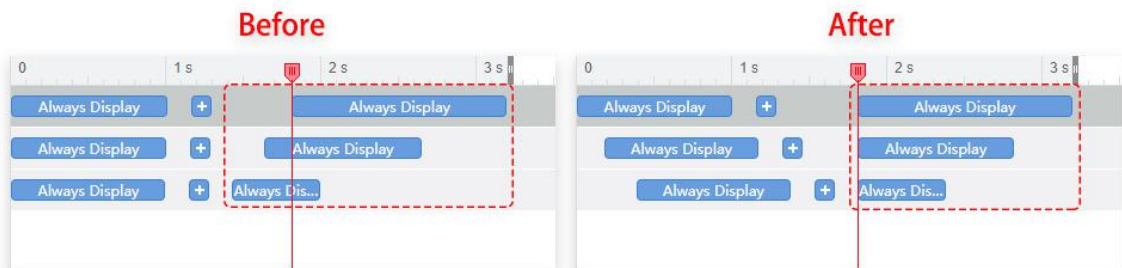 Before After
0 1 s 2 s 3 s 0 1 s 2 s 3 s
Always Display + Always Display Always Display + Always Display
Always Display + Always Display Always Display + Always Display
Always Display + Always Dis... Always Display + Always Dis...